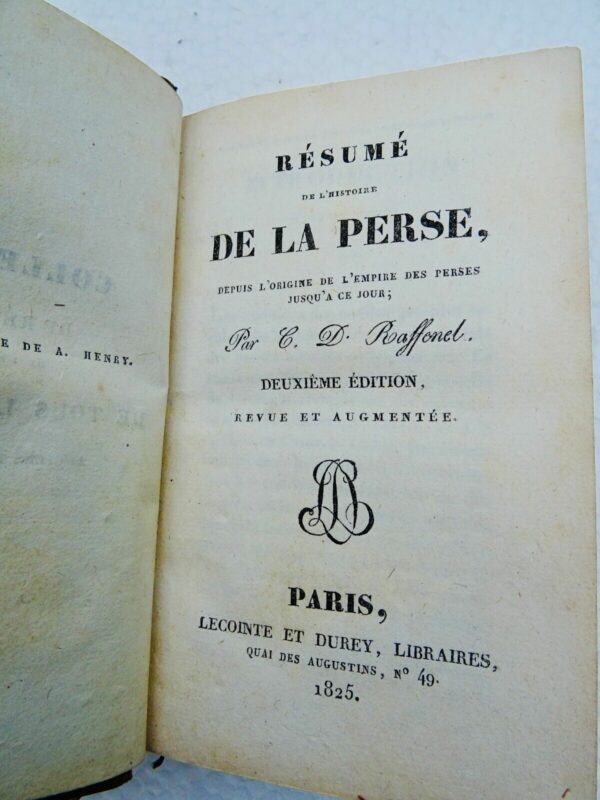 E DE A. HENRY.
RÉSUMÉ
DE L'HISTOIRE
DE LA PERSE,
DEPUIS L'ORIGINE DE L'EMPIRE DES PERSES
JUSQU'A CE JOUR;
Par C. D. Raffenel.
DEUXIÈME ÉDITION,
REVUE ET AUGMENTÉE.
PARIS,
LECOINTE ET DUREY, LIBRAIRES,
QUAI DES AUGUSTINS, Nº 49.
1825.